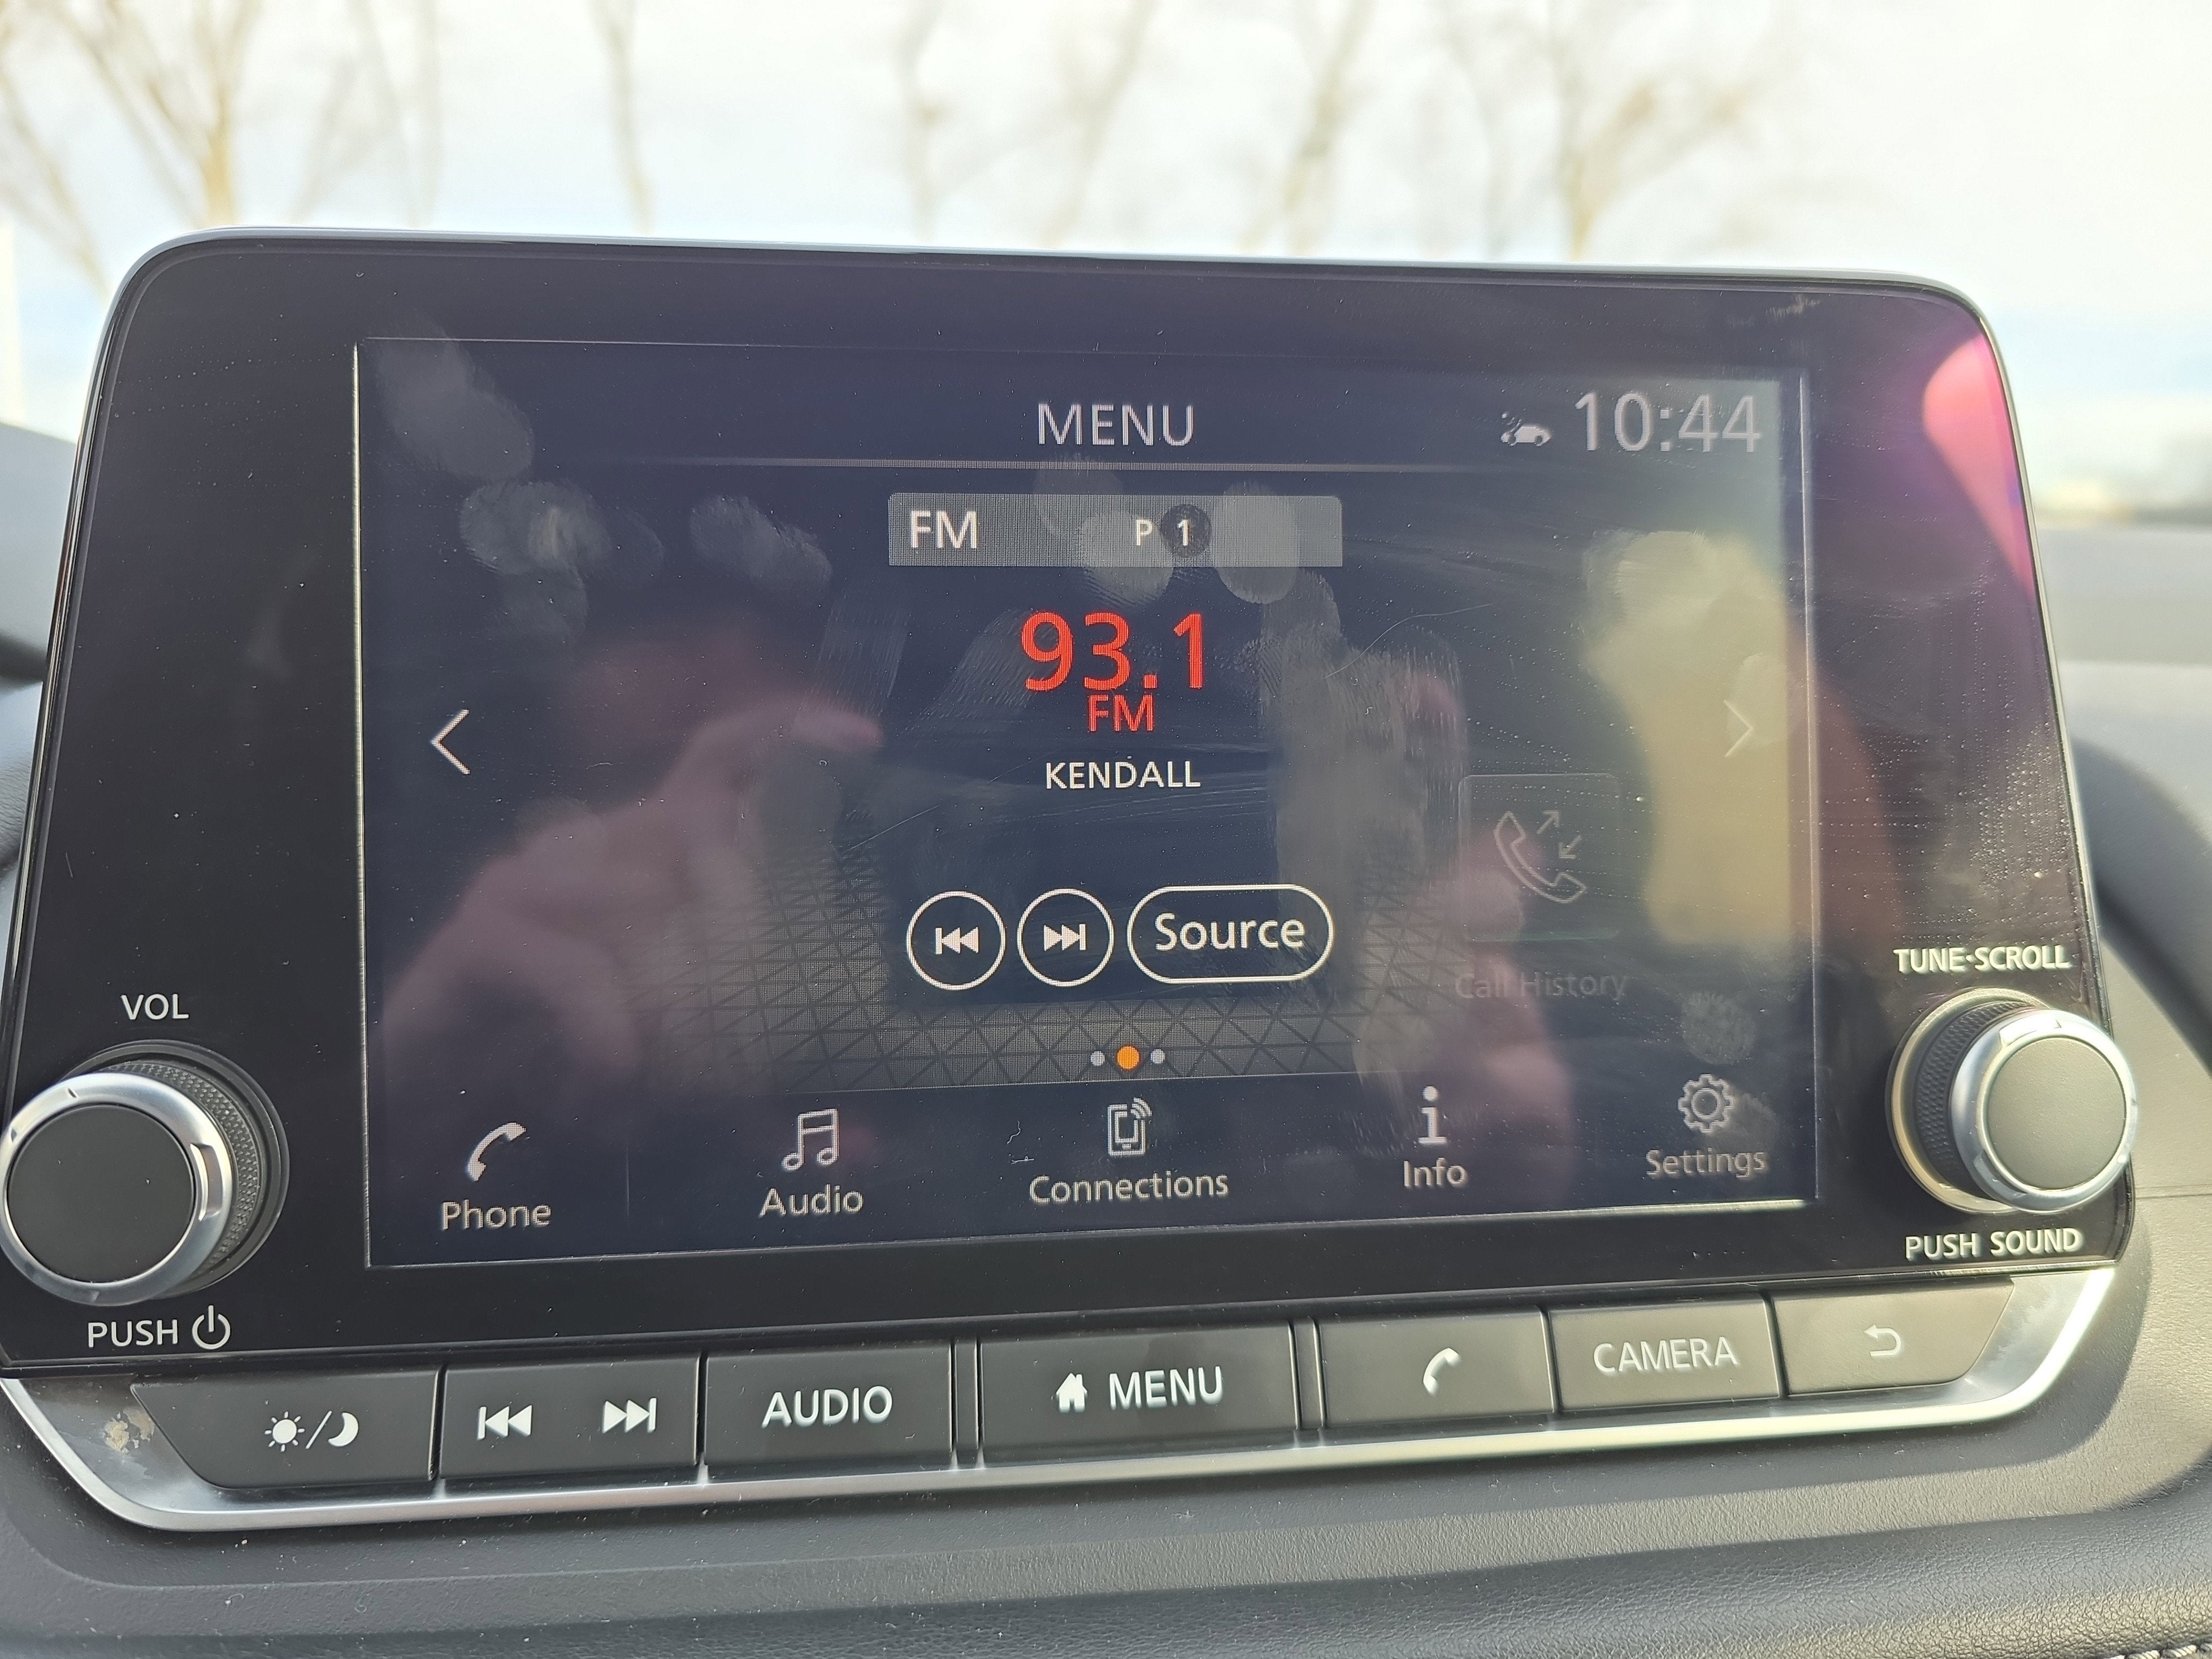 MENU
10:44
FM P 1
93.1
FM
KENDALL
Source
Call History
Phone
Audio
Connections
Info
Settings
VOL
PUSH
TUNE·SCROLL
PUSH SOUND
AUDIO
MENU
CAMERA